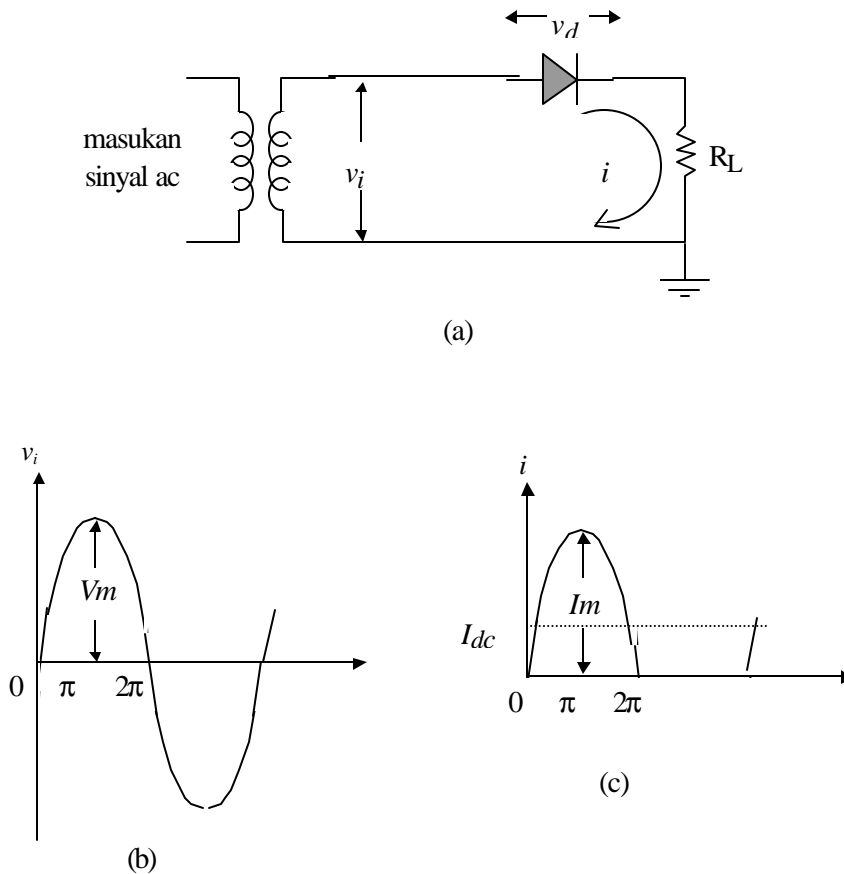 v_d
masukan
sinyal ac
v_i
i
R_L
(a)
v_i
Vm
0 π 2π
(b)
i
Im
I_dc
0 π 2π
(c)